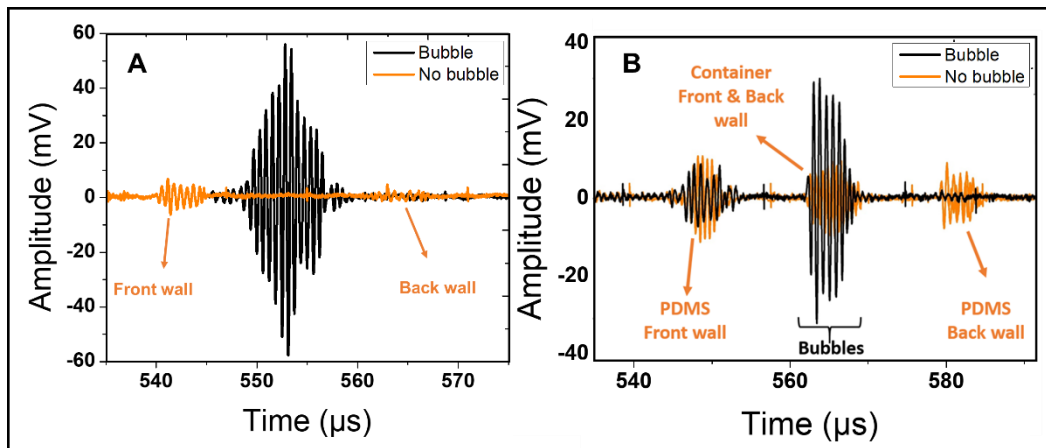 A
Bubble
No bubble
60
40
20
0
-20
-40
-60
Amplitude (mV)
Front wall
Back wall
540
550
560
570
Time (µs)
B
Bubble
No bubble
Container
Front & Back
wall
40
20
0
-20
-40
Amplitude (mV)
PDMS
Front wall
Bubbles
PDMS
Back wall
540
560
580
Time (µs)